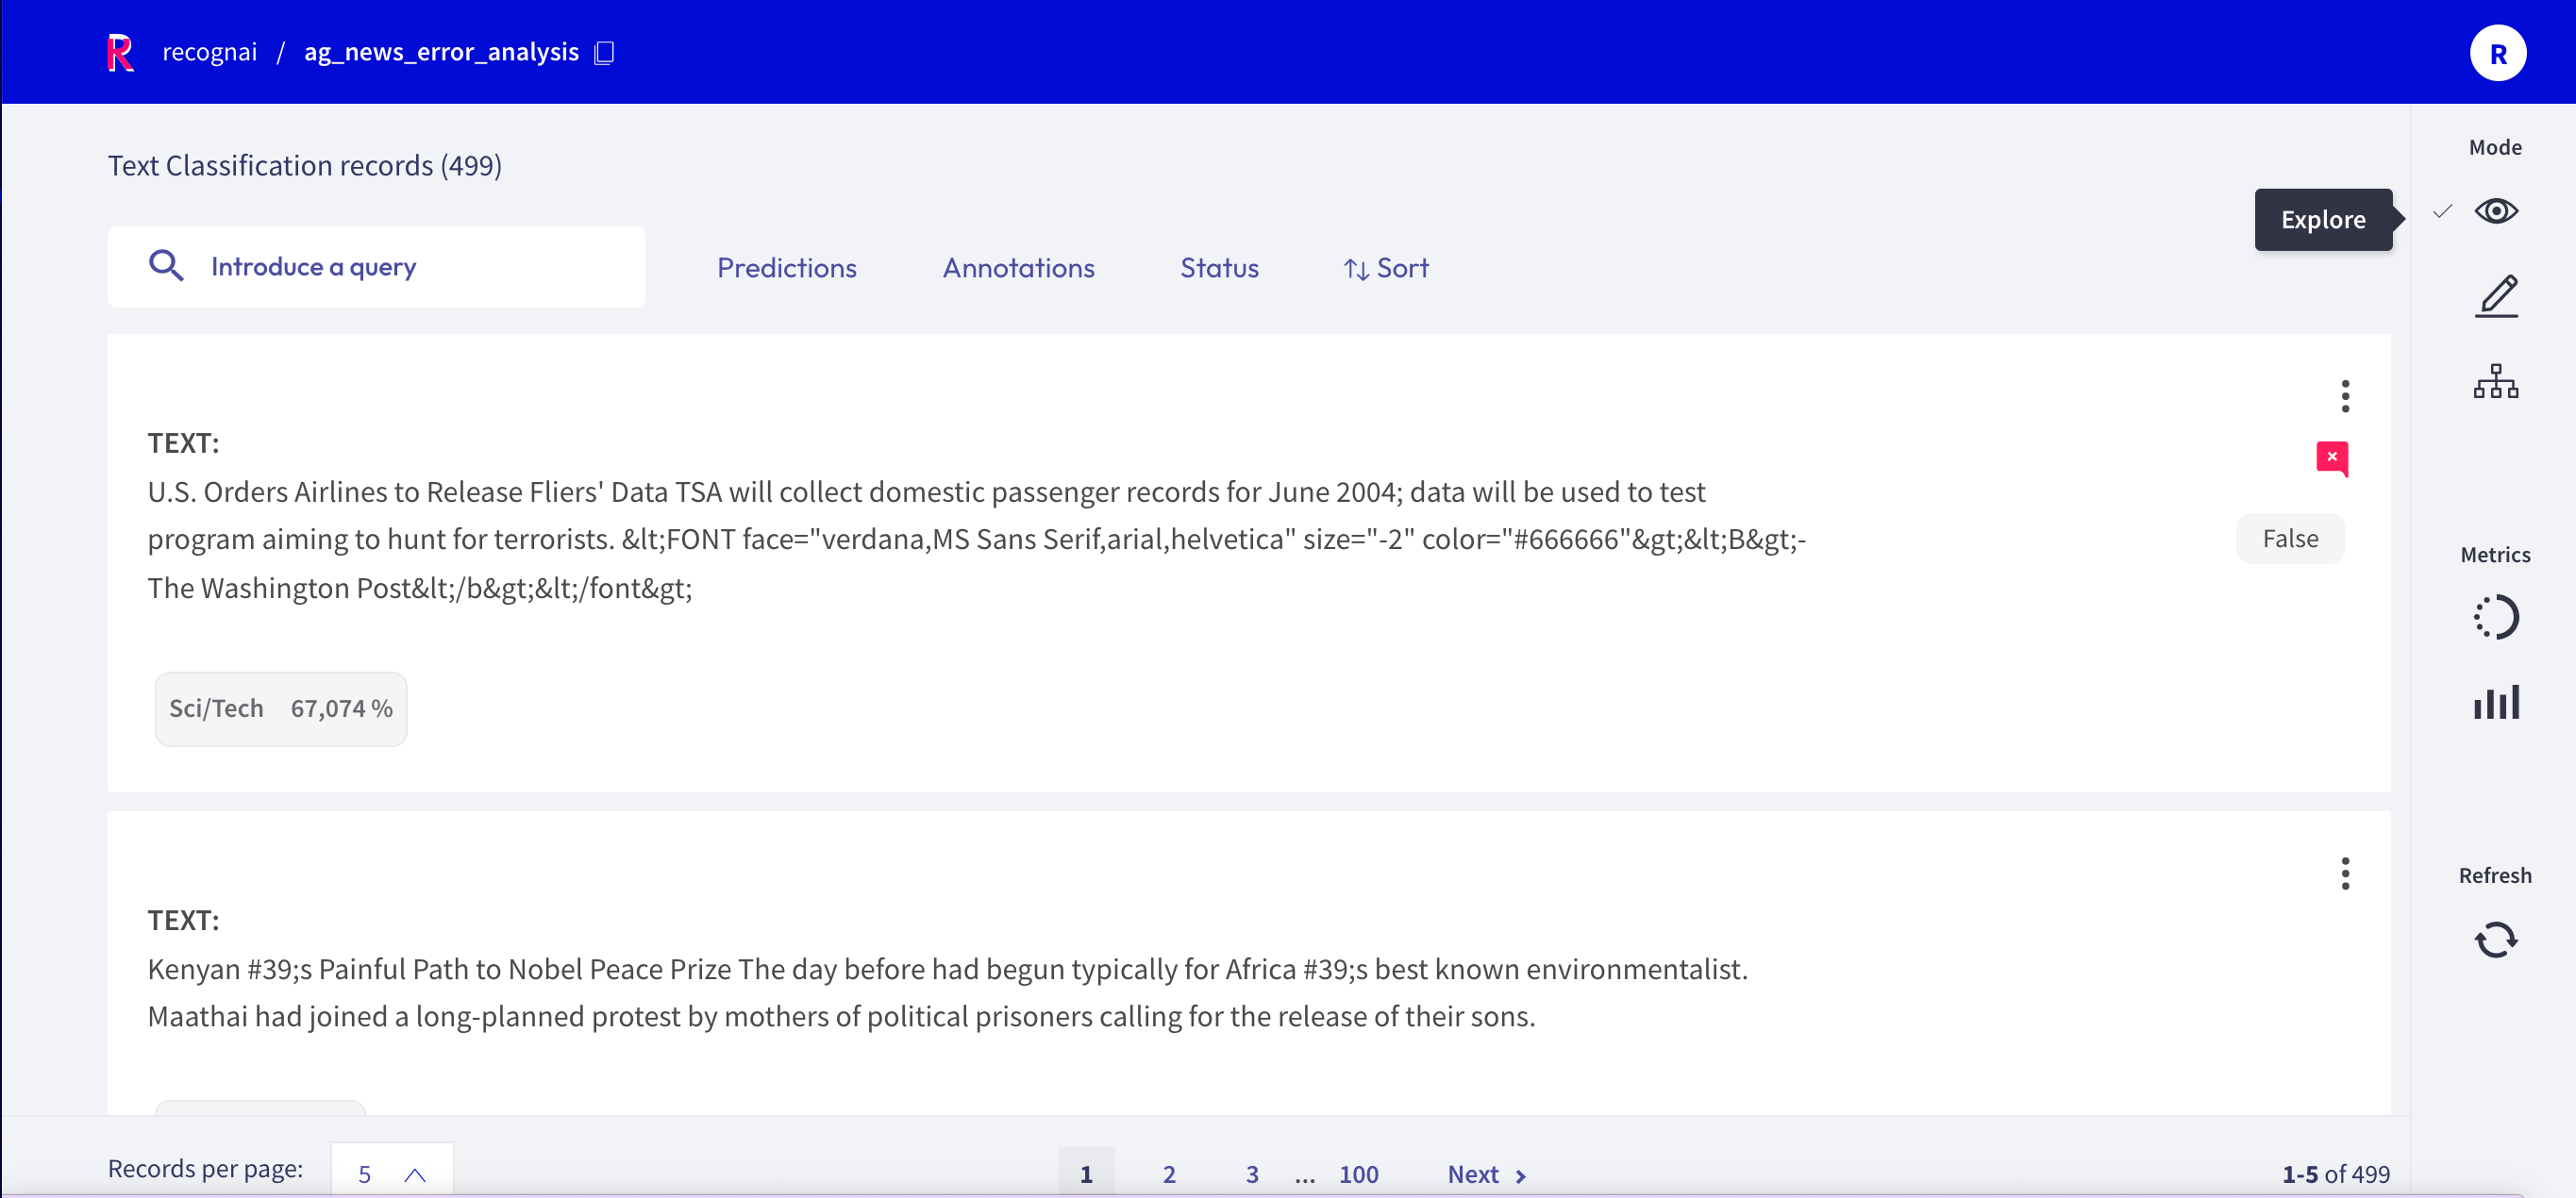 recognai / ag_news_error_analysis
R
Mode
Text Classification records (499)
Explore
Introduce a query
Predictions
Annotations
Status
Sort
TEXT:
U.S. Orders Airlines to Release Fliers' Data TSA will collect domestic passenger records for June 2004; data will be used to test
program aiming to hunt for terrorists. &lt;FONT face="verdana,MS Sans Serif,arial,helvetica" size="-2" color="#666666"&gt;&lt;B&gt;-
The Washington Post&lt;/b&gt;&lt;/font&gt;
False
Sci/Tech 67,074 %
Metrics
TEXT:
Kenyan #39;s Painful Path to Nobel Peace Prize The day before had begun typically for Africa #39;s best known environmentalist.
Maathai had joined a long-planned protest by mothers of political prisoners calling for the release of their sons.
Refresh
Records per page: 5
1 2 3 ... 100 Next
1-5 of 499